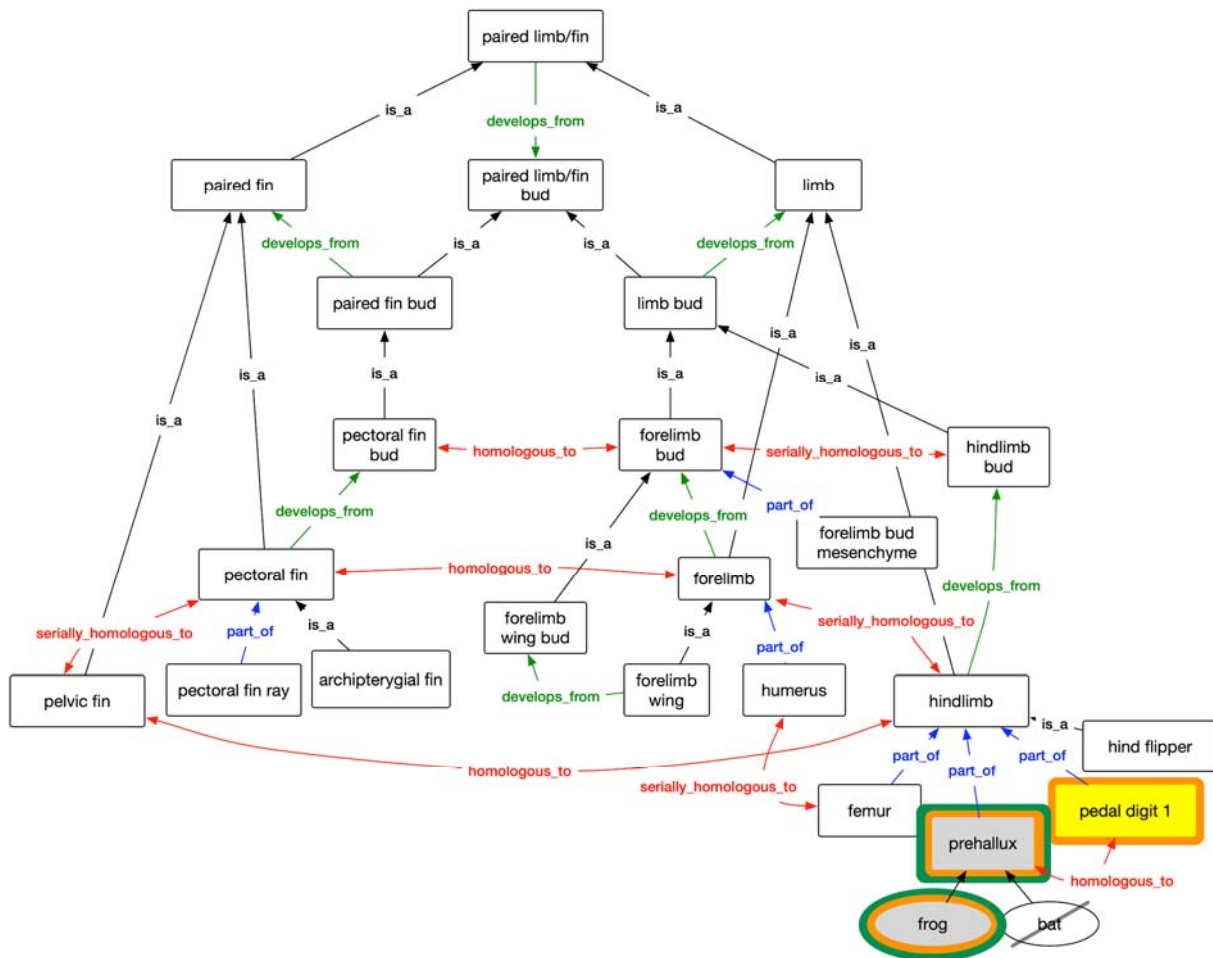 paired limb/fin
is_a
develops_from
is_a
paired fin
paired limb/fin
bud
limb
develops_from
is_a
is_a
develops_from
paired fin bud
limb bud
is_a
is_a
is_a
is_a
is_a
is_a
is_a
pectoral fin
bud
homologous_to
forelimb
bud
serially_homologous_to
hindlimb
bud
develops_from
develops_from
part_of
is_a
forelimb bud
mesenchyme
pectoral fin
homologous_to
forelimb
develops_from
serially_homologous_to
part_of
is_a
forelimb
wing bud
is_a
part_of
serially_homologous_to
pelvic fin
pectoral fin ray
archipterygial fin
develops_from
forelimb
wing
humerus
hindlimb
is_a
hind flipper
homologous_to
serially_homologous_to
part_of
part_of
part_of
femur
pedal digit 1
prehallux
homologous_to
frog
bat